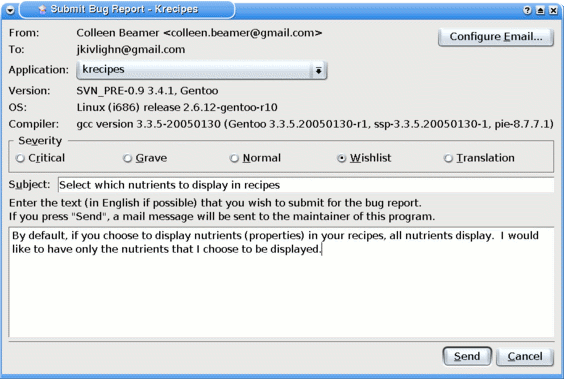 Submit Bug Report - Krecipes
From: Colleen Beamer <colleen.beamer@gmail.com>
Configure Email...
To: jkivlighn@gmail.com
Application: krecipes
Version: SVN_PRE-0.9 3.4.1, Gentoo
OS: Linux (i686) release 2.6.12-gentoo-r10
Compiler: gcc version 3.3.5-20050130 (Gentoo 3.3.5.20050130-r1, ssp-3.3.5.20050130-1, pie-8.7.7.1)
Severity
Critical Grave Normal Wishlist Translation
Subject: Select which nutrients to display in recipes
Enter the text (in English if possible) that you wish to submit for the bug report.
If you press "Send", a mail message will be sent to the maintainer of this program.
By default, if you choose to display nutrients (properties) in your recipes, all nutrients display. I would
like to have only the nutrients that I choose to be displayed.
Send Cancel